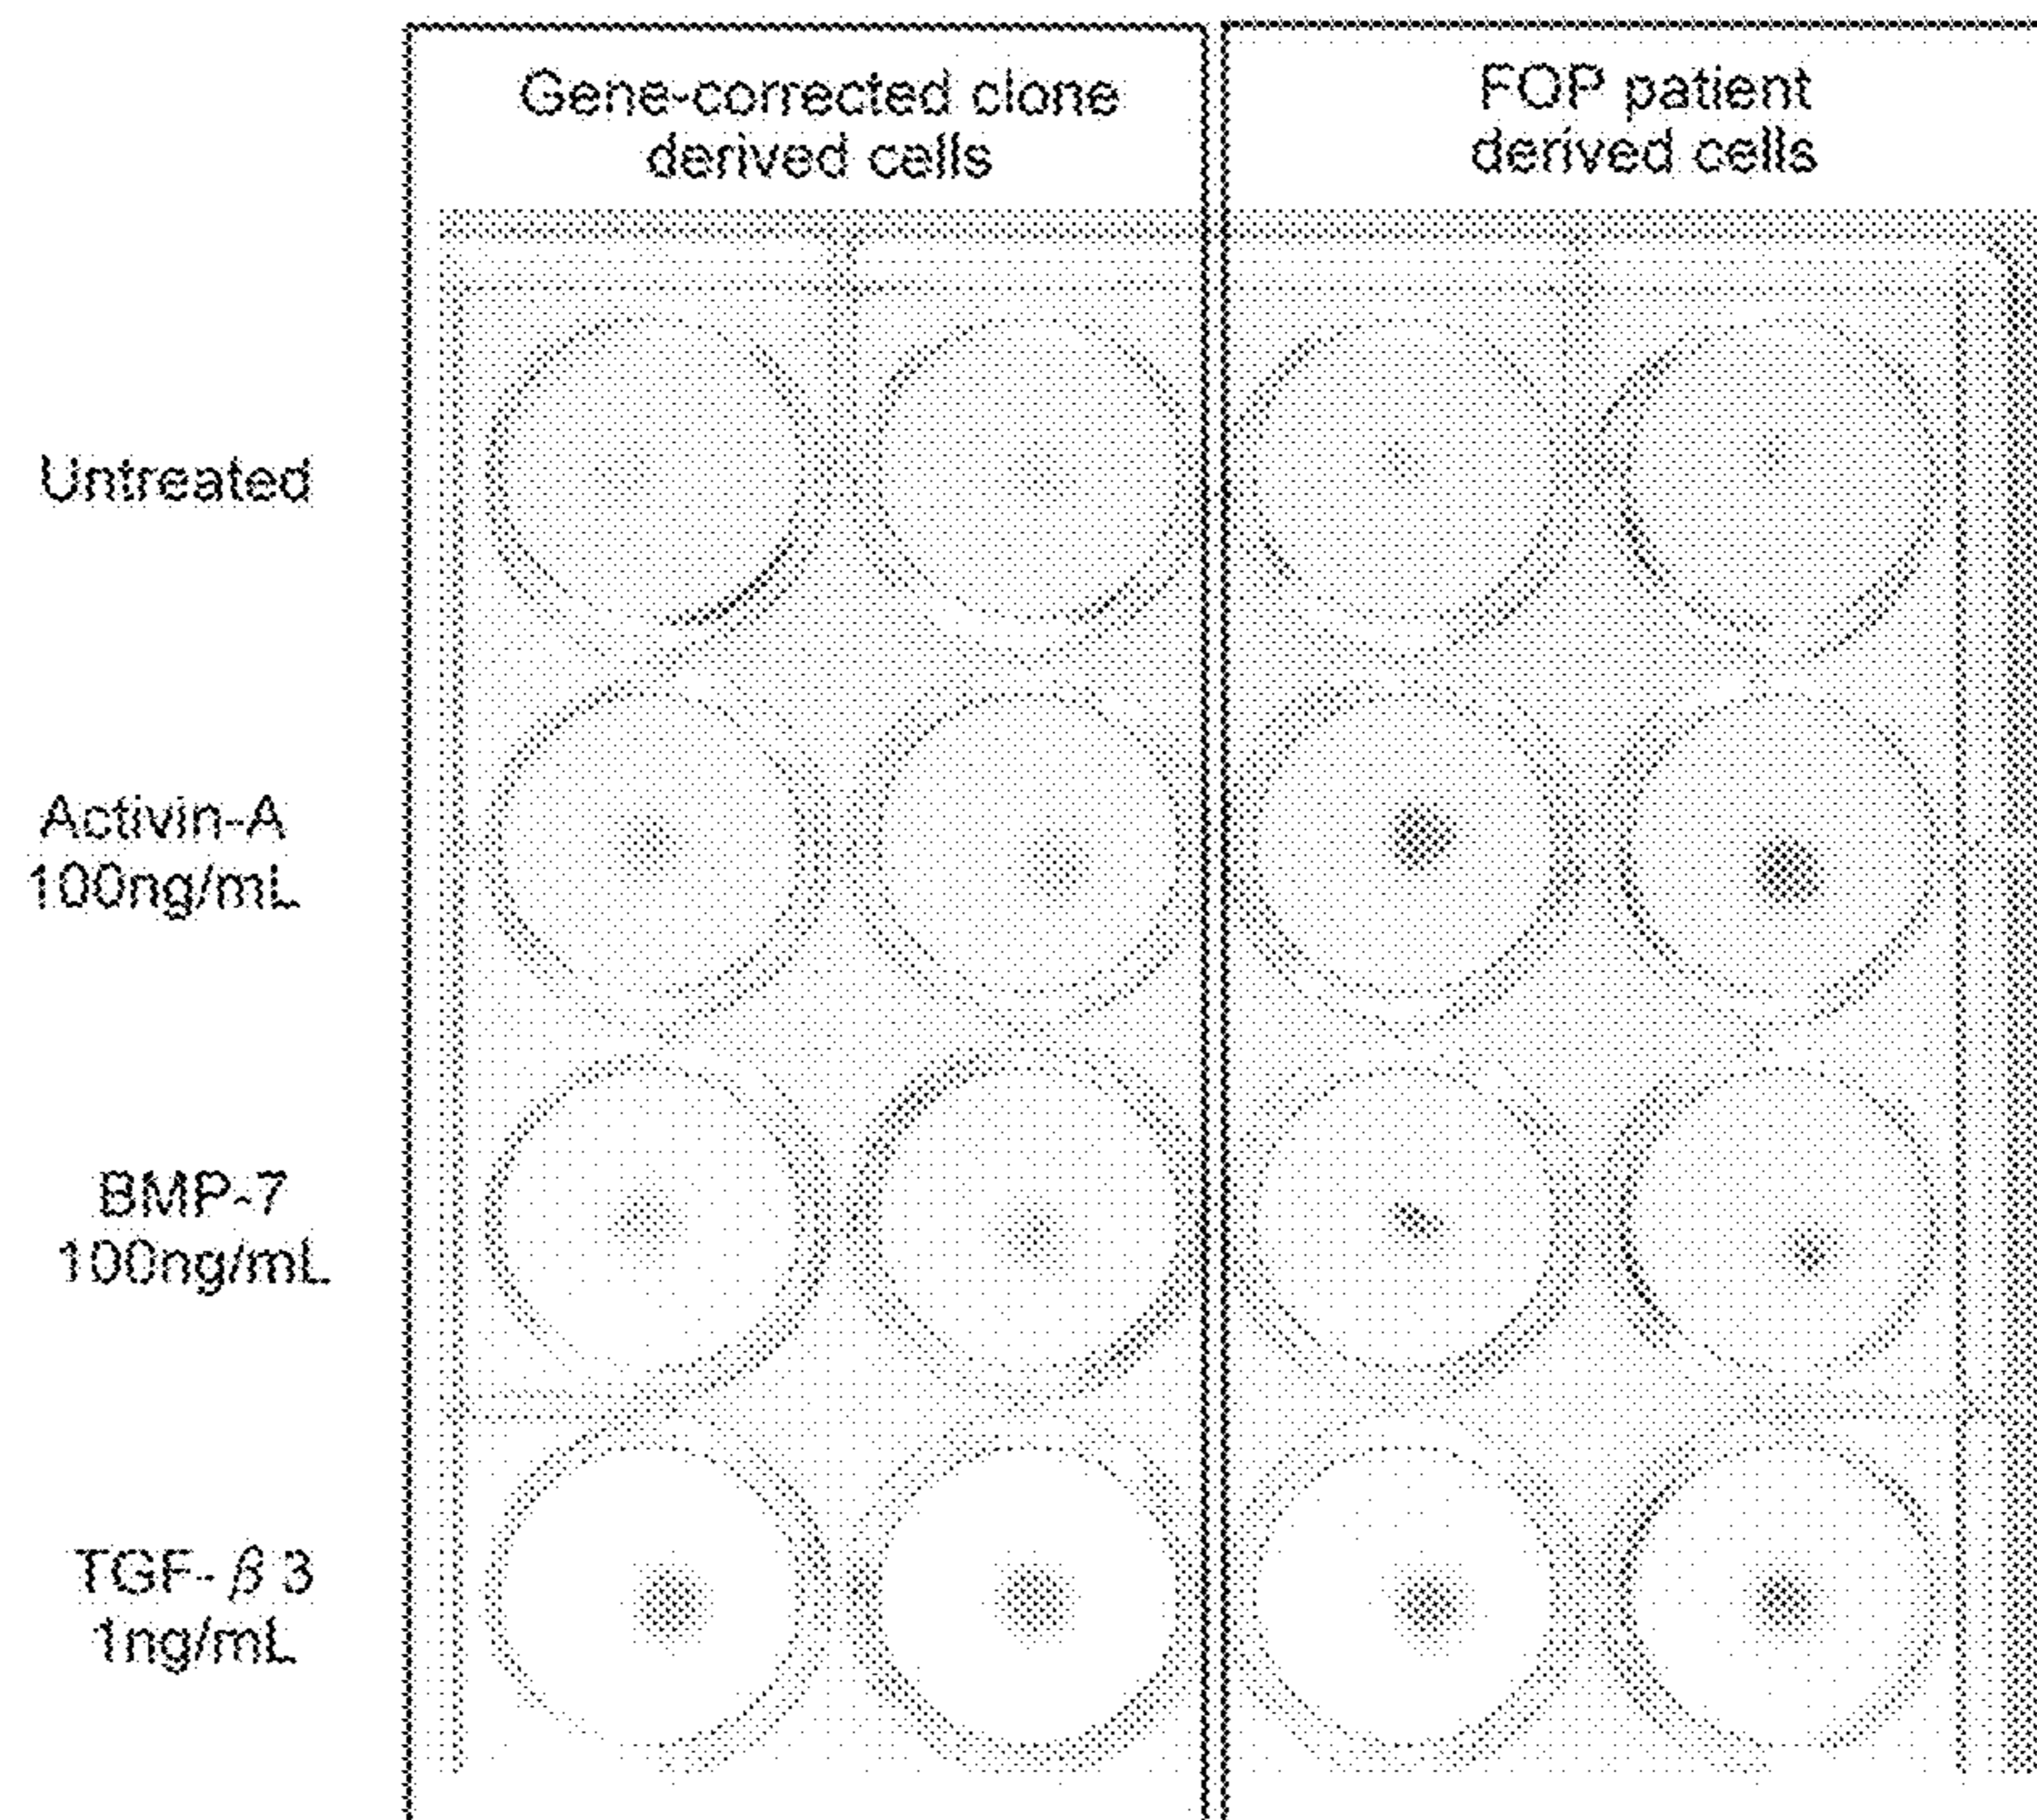 Gene-corrected clone
derived cells
FOP patient
derived cells
Untreated
Activin-A
100ng/mL
BMP-7
100ng/mL
TGF-β3
1ng/mL